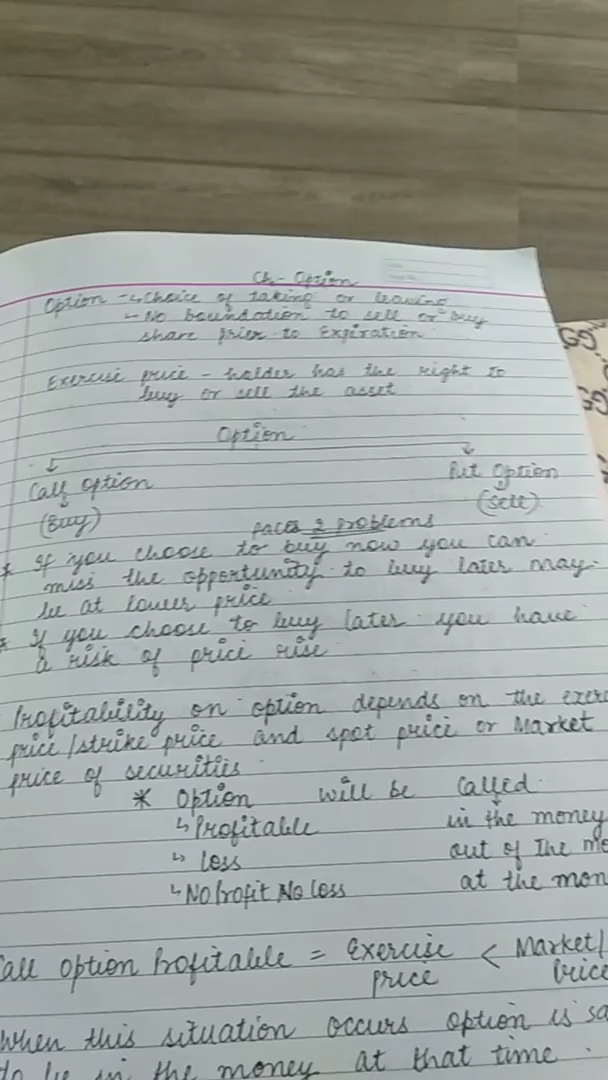 Ch- Option
Option → Choice of taking or leaving
→ No boundation to sell or buy
share prior to Expiration
Exercise price - holder has the right to
buy or sell the asset
Option
Call option
Put Option
(Buy)
(Sell)
faces 2 problems
* If you choose to buy now you can
miss the opportunity to buy later may
be at lower price
* If you choose to buy later you have
a risk of price rise
Profitability on option depends on the exer
price/strike price and spot price or Market
price of securities
* Option will be called
↳ Profitable in the money
↳ loss out of The mo
↳ No Profit No loss at the mon
all option Profitable = Exercise < Market/
price price
When this situation occurs option is sa
to be in the money at that time.